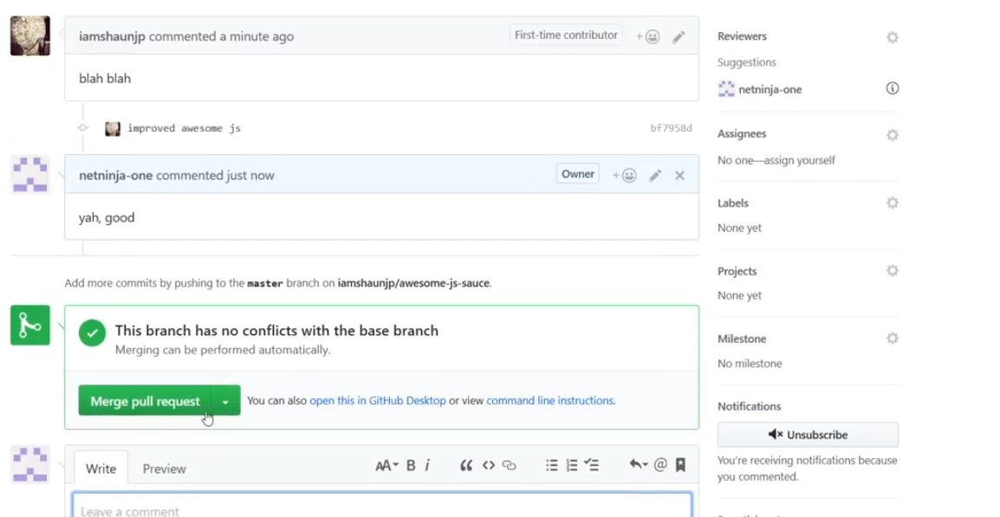 iamshaunjp commented a minute ago
First-time contributor
blah blah
improved awesome js
bf7958d
netninja-one commented just now
Owner
yah, good
Add more commits by pushing to the master branch on iamshaunjp/awesome-js-sauce.
This branch has no conflicts with the base branch
Merging can be performed automatically.
Merge pull request
You can also open this in GitHub Desktop or view command line instructions.
Write
Preview
AA
B
i
Leave a comment
Reviewers
Suggestions
netninja-one
Assignees
No one—assign yourself
Labels
None yet
Projects
None yet
Milestone
No milestone
Notifications
Unsubscribe
You're receiving notifications because
you commented.